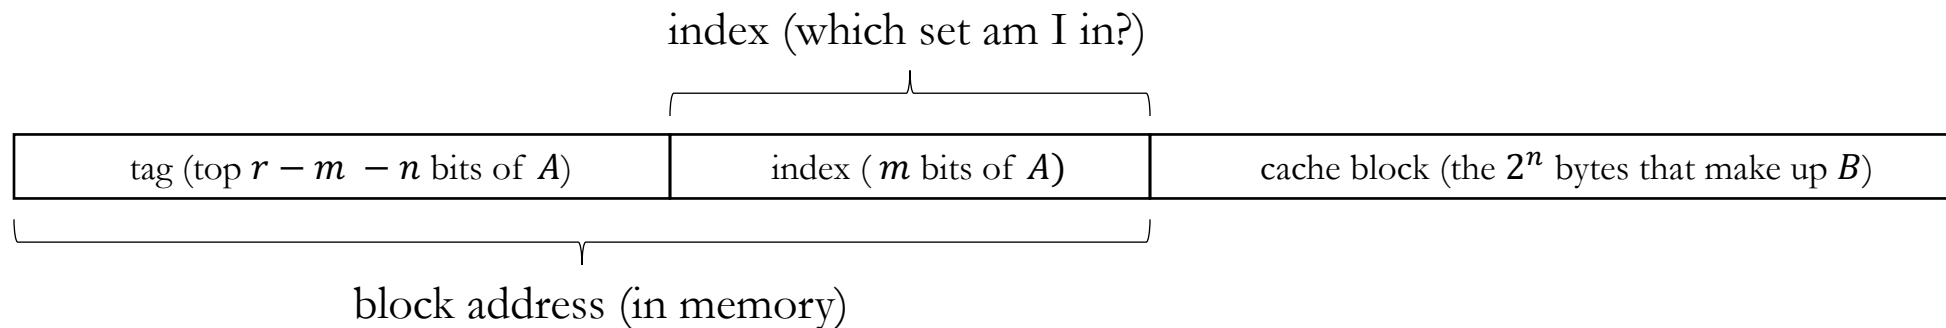 index (which set am I in?)
tag (top r − m − n bits of A) index ( m bits of A) cache block (the 2ⁿ bytes that make up B)
block address (in memory)